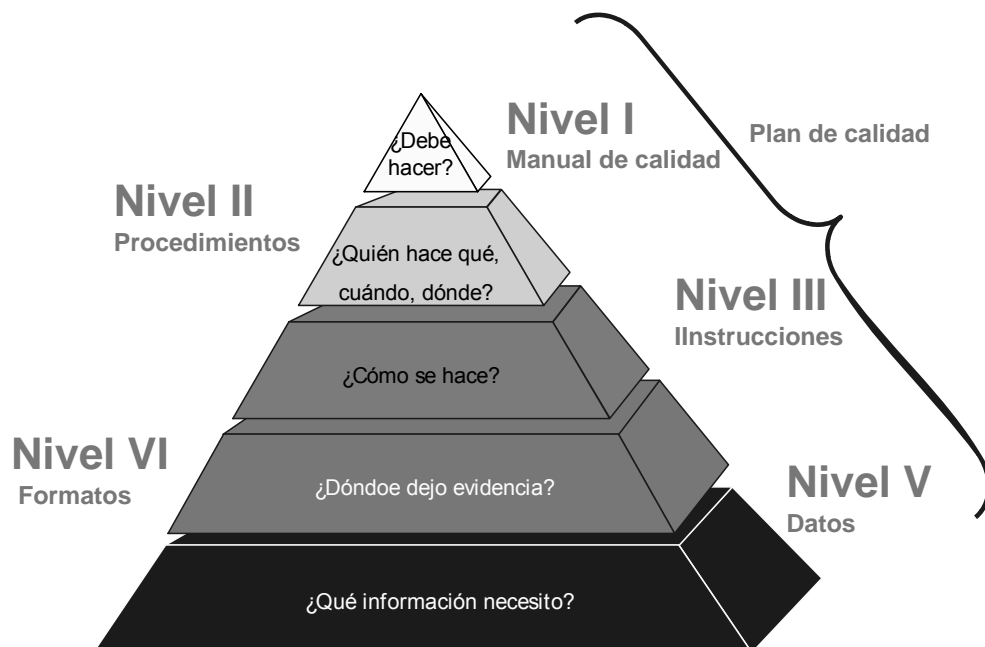 ¿Debe
hacer?
Nivel I
Manual de calidad
Plan de calidad
Nivel II
Procedimientos
¿Quién hace qué,
cuándo, dónde?
Nivel III
IInstrucciones
¿Cómo se hace?
Nivel VI
Formatos
¿Dóndoe dejo evidencia?
Nivel V
Datos
¿Qué información necesito?